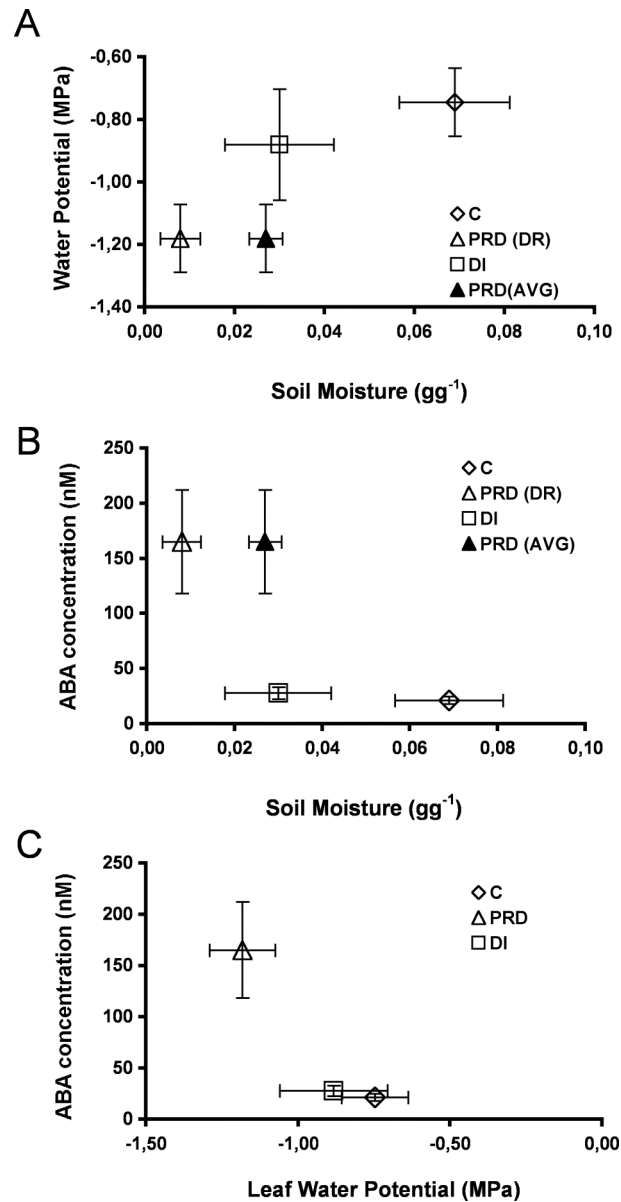 A
Water Potential (MPa)
-0,60
-0,80
-1,00
-1,20
-1,40
0,00 0,02 0,04 0,06 0,08 0,10
C
PRD (DR)
DI
PRD(AVG)
Soil Moisture (gg⁻¹)
B
ABA concentration (nM)
250
200
150
100
50
0
0,00 0,02 0,04 0,06 0,08 0,10
C
PRD (DR)
DI
PRD (AVG)
Soil Moisture (gg⁻¹)
C
ABA concentration (nM)
250
200
150
100
50
0
-1,50 -1,00 -0,50 0,00
C
PRD
DI
Leaf Water Potential (MPa)